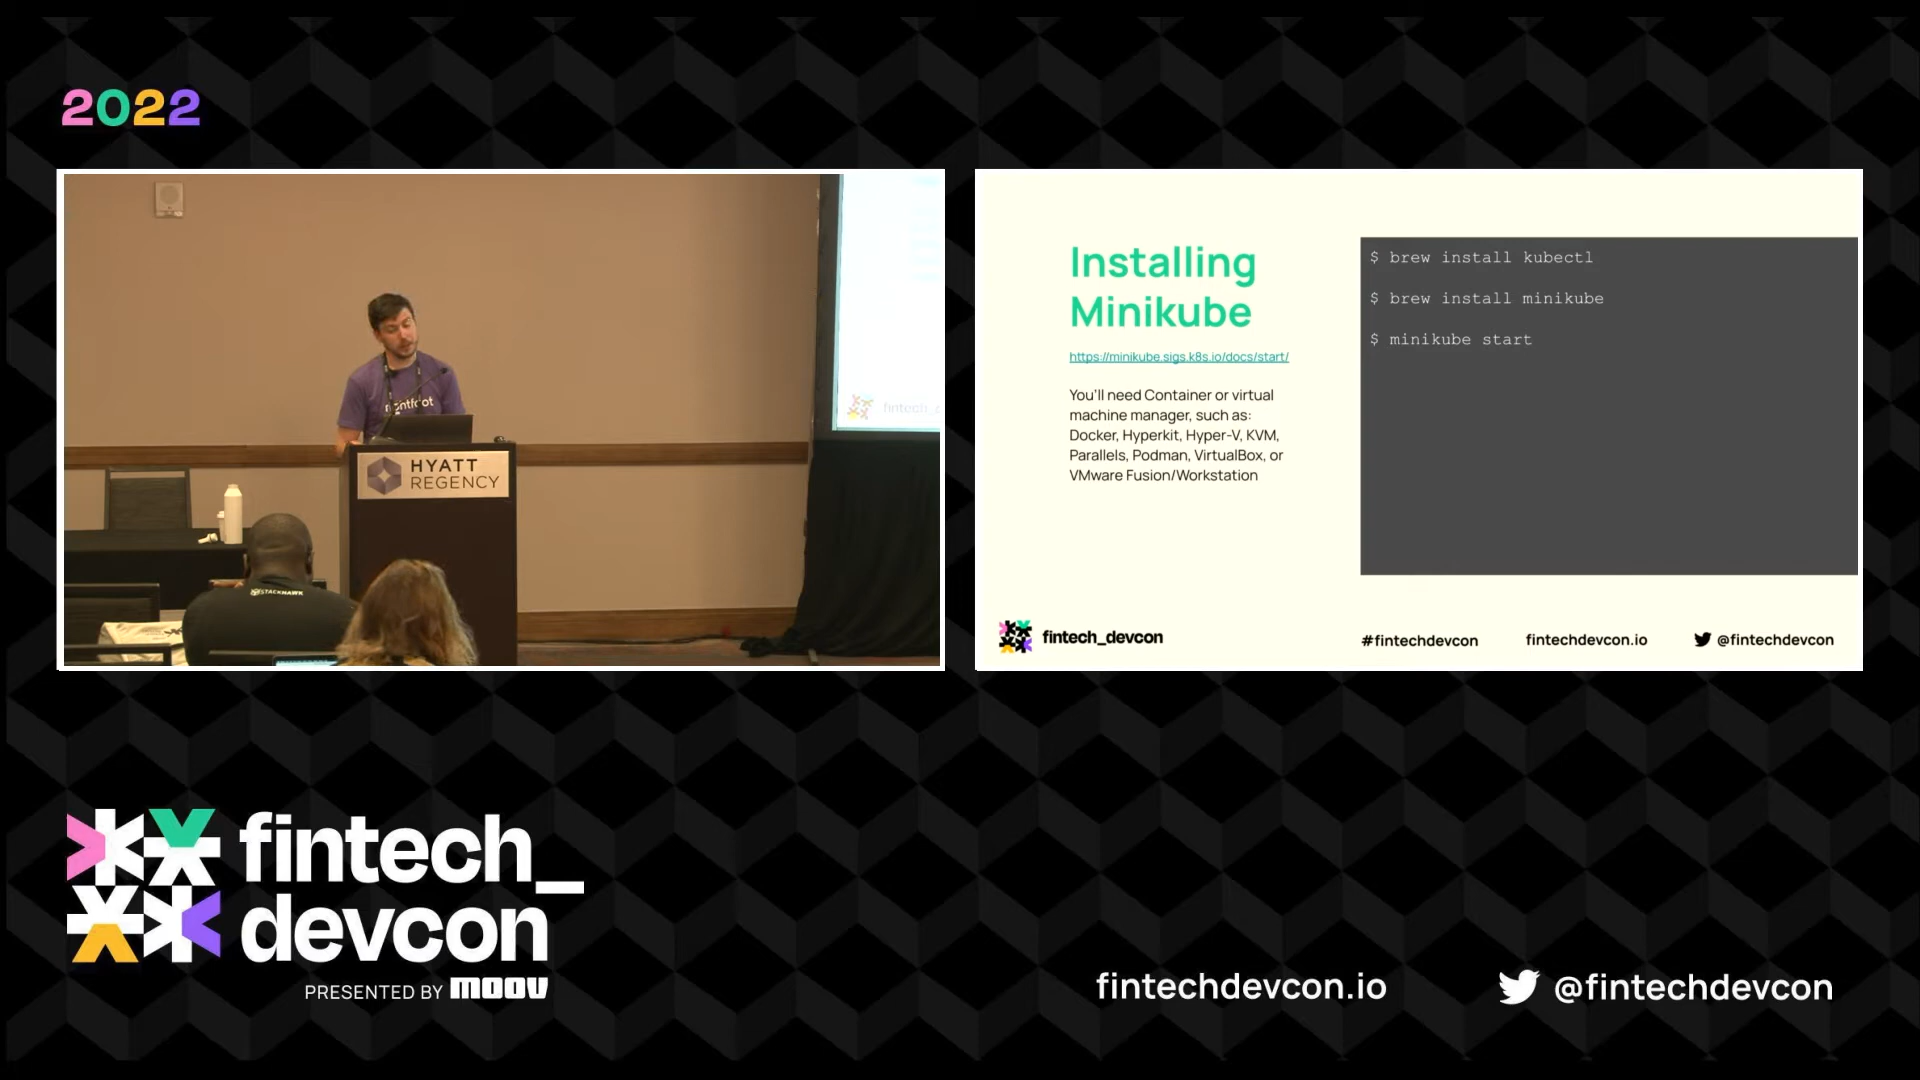 2022
rightfoot
HYATT
REGENCY
STACKHAWK
Installing
Minikube
https://minikube.sigs.k8s.io/docs/start/
You'll need Container or virtual
machine manager, such as:
Docker, Hyperkit, Hyper-V, KVM,
Parallels, Podman, VirtualBox, or
VMware Fusion/Workstation
$ brew install kubectl
$ brew install minikube
$ minikube start
fintech_devcon
#fintechdevcon
fintechdevcon.io
@fintechdevcon
fintech_
devcon
PRESENTED BY moov
fintechdevcon.io
@fintechdevcon